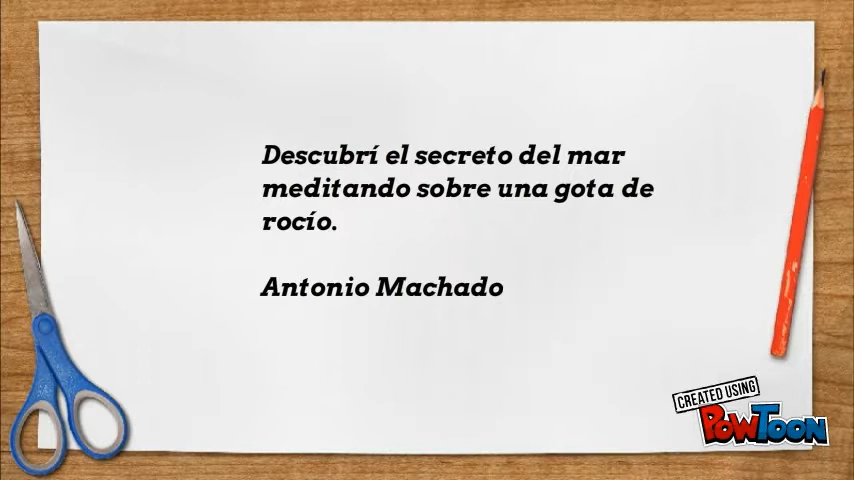 Descubrí el secreto del mar
meditando sobre una gota de
rocío.
Antonio Machado
CREATED USING
POWTOON